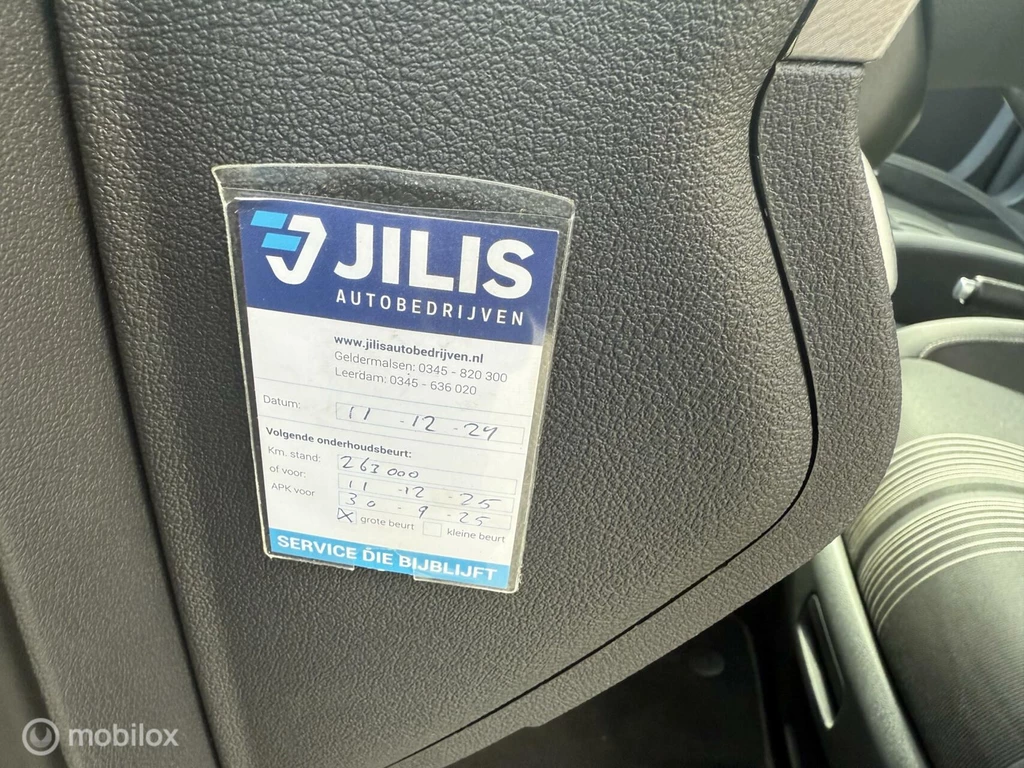 JILIS
AUTOBEDRIJVEN
www.jilisautobedrijven.nl
Geldermalsen: 0345 - 820 300
Leerdam: 0345 - 636 020
Datum: 11 - 12 - 24
Volgende onderhoudsbeurt:
Km. stand: 263 000
of voor: 11 - 12 - 25
APK voor 30 - 9 - 25
grote beurt kleine beurt
SERVICE DIE BIJBLIJFT
mobilox